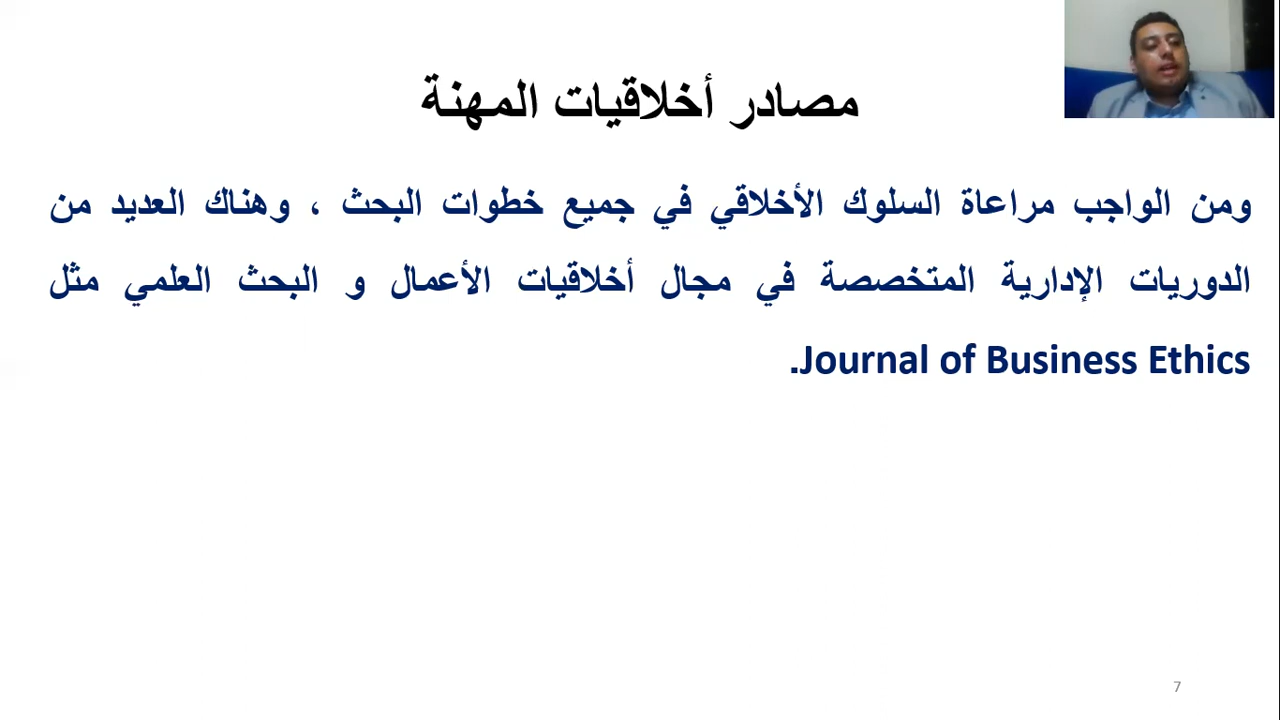 مصادر أخلاقيات المهنة
ومن الواجب مراعاة السلوك الأخلاقي في جميع خطوات البحث ، وهناك العديد من
الدوريات الإدارية المتخصصة في مجال أخلاقيات الأعمال و البحث العلمي مثل
Journal of Business Ethics.
7